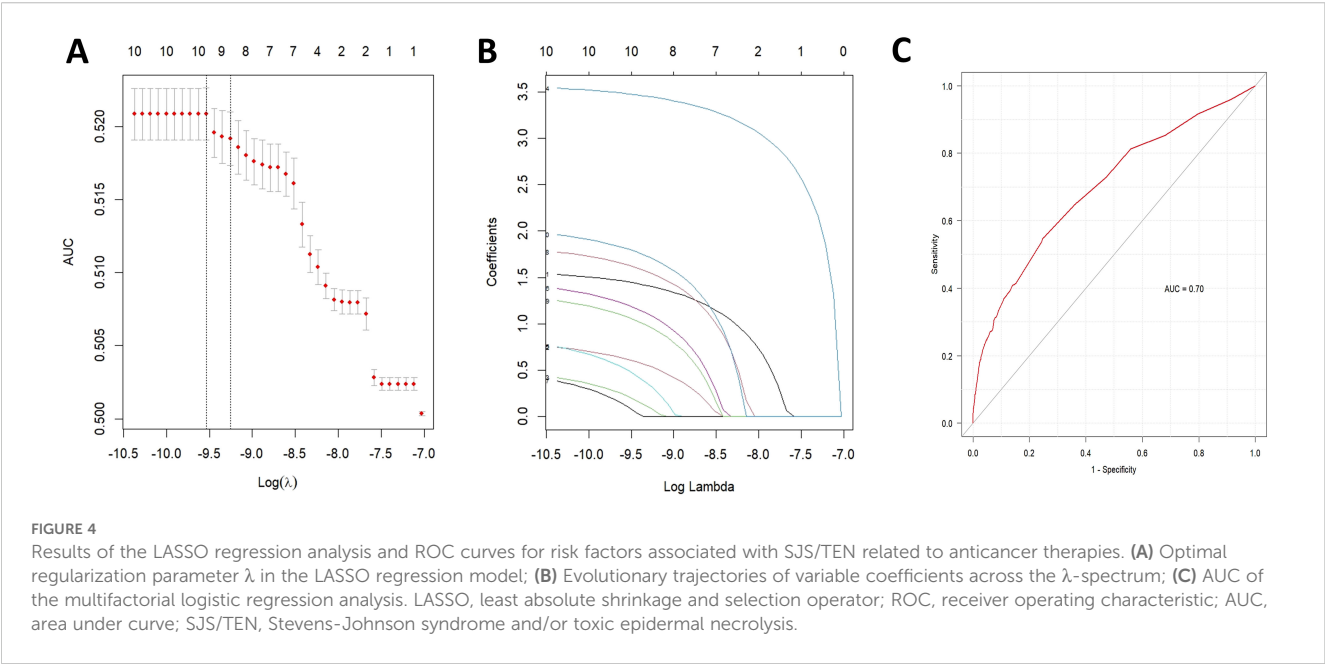 A
10 10 10 10 9 9 8 7 7 4 2 2 1 1
0.520
0.515
0.510
0.505
0.500
AUC
-10.5 -10.0 -9.5 -9.0 -8.5 -8.0 -7.5 -7.0
Log(λ)
B
10 10 10 8 7 2 1 0
3.5
3.0
2.5
2.0
1.5
1.0
0.5
0.0
Coefficients
-10.5 -10.0 -9.5 -9.0 -8.5 -8.0 -7.5 -7.0
Log Lambda
C
1.0
0.8
0.6
0.4
0.2
0.0
Sensitivity
AUC = 0.70
0.0 0.2 0.4 0.6 0.8 1.0
1 - Specificity
FIGURE 4
Results of the LASSO regression analysis and ROC curves for risk factors associated with SJS/TEN related to anticancer therapies. (A) Optimal
regularization parameter λ in the LASSO regression model; (B) Evolutionary trajectories of variable coefficients across the λ-spectrum; (C) AUC of
the multifactorial logistic regression analysis. LASSO, least absolute shrinkage and selection operator; ROC, receiver operating characteristic; AUC,
area under curve; SJS/TEN, Stevens-Johnson syndrome and/or toxic epidermal necrolysis.